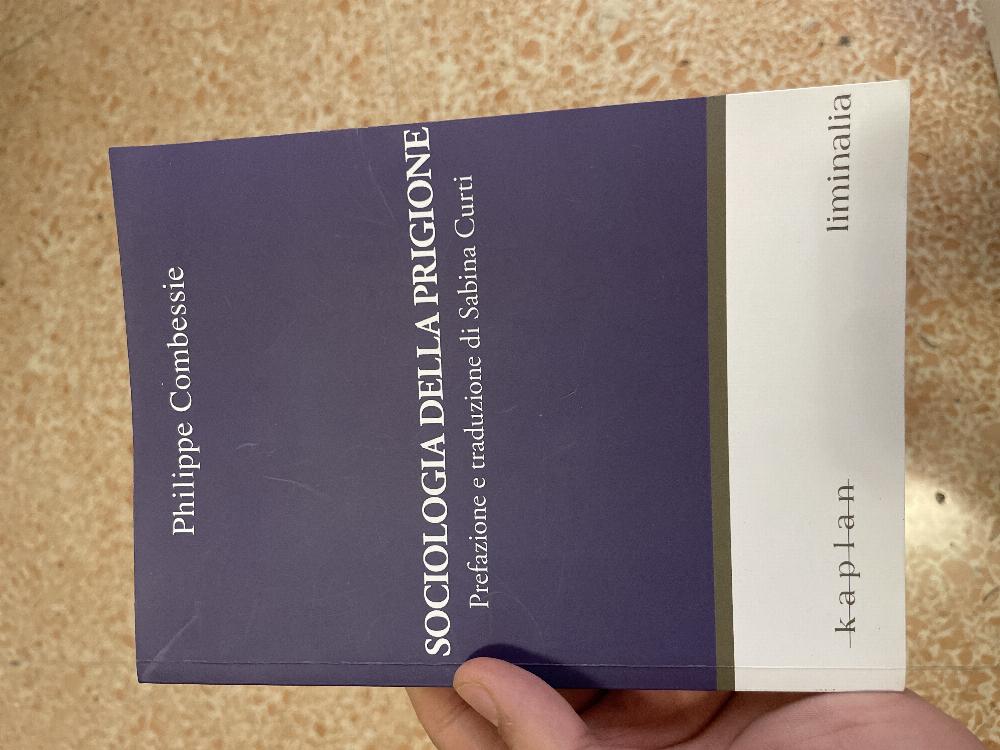 Philippe Combessie
SOCIOLOGIA DELLA PRIGIONE
Prefazione e traduzione di Sabina Curti
kaplan
liminalia